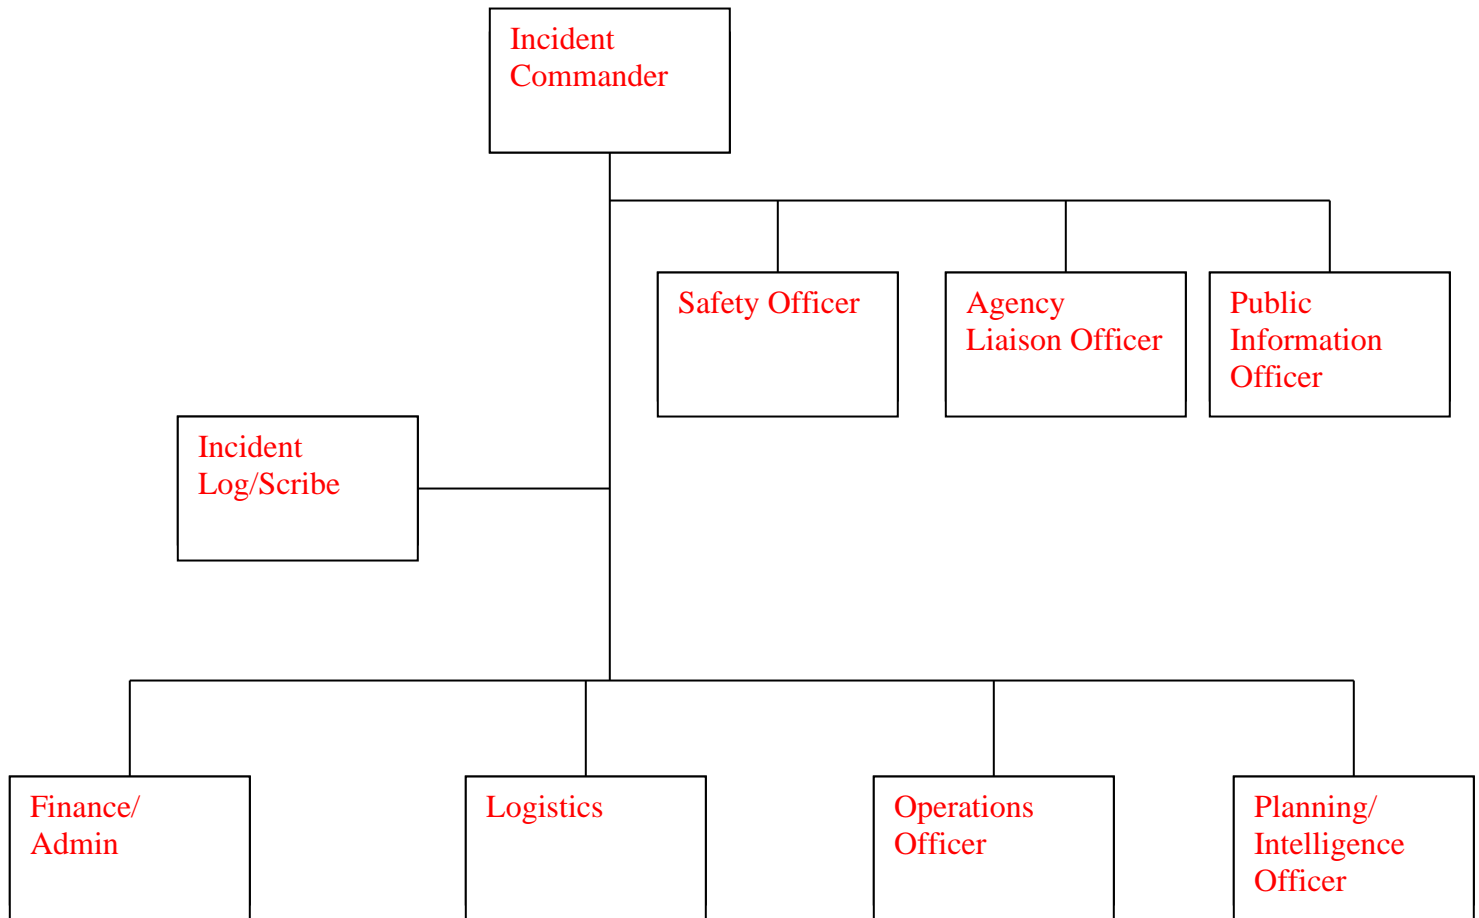 Incident
Commander
Safety Officer
Agency
Liaison Officer
Public
Information
Officer
Incident
Log/Scribe
Finance/
Admin
Logistics
Operations
Officer
Planning/
Intelligence
Officer